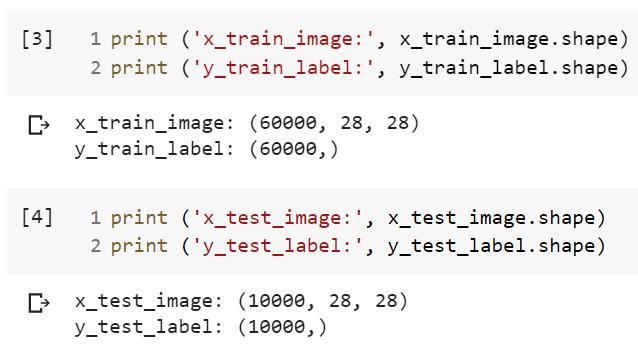 [3] 1 print ('x_train_image:', x_train_image.shape)
2 print ('y_train_label:', y_train_label.shape)
x_train_image: (60000, 28, 28)
y_train_label: (60000,)
[4] 1 print ('x_test_image:', x_test_image.shape)
2 print ('y_test_label:', y_test_label.shape)
x_test_image: (10000, 28, 28)
y_test_label: (10000,)